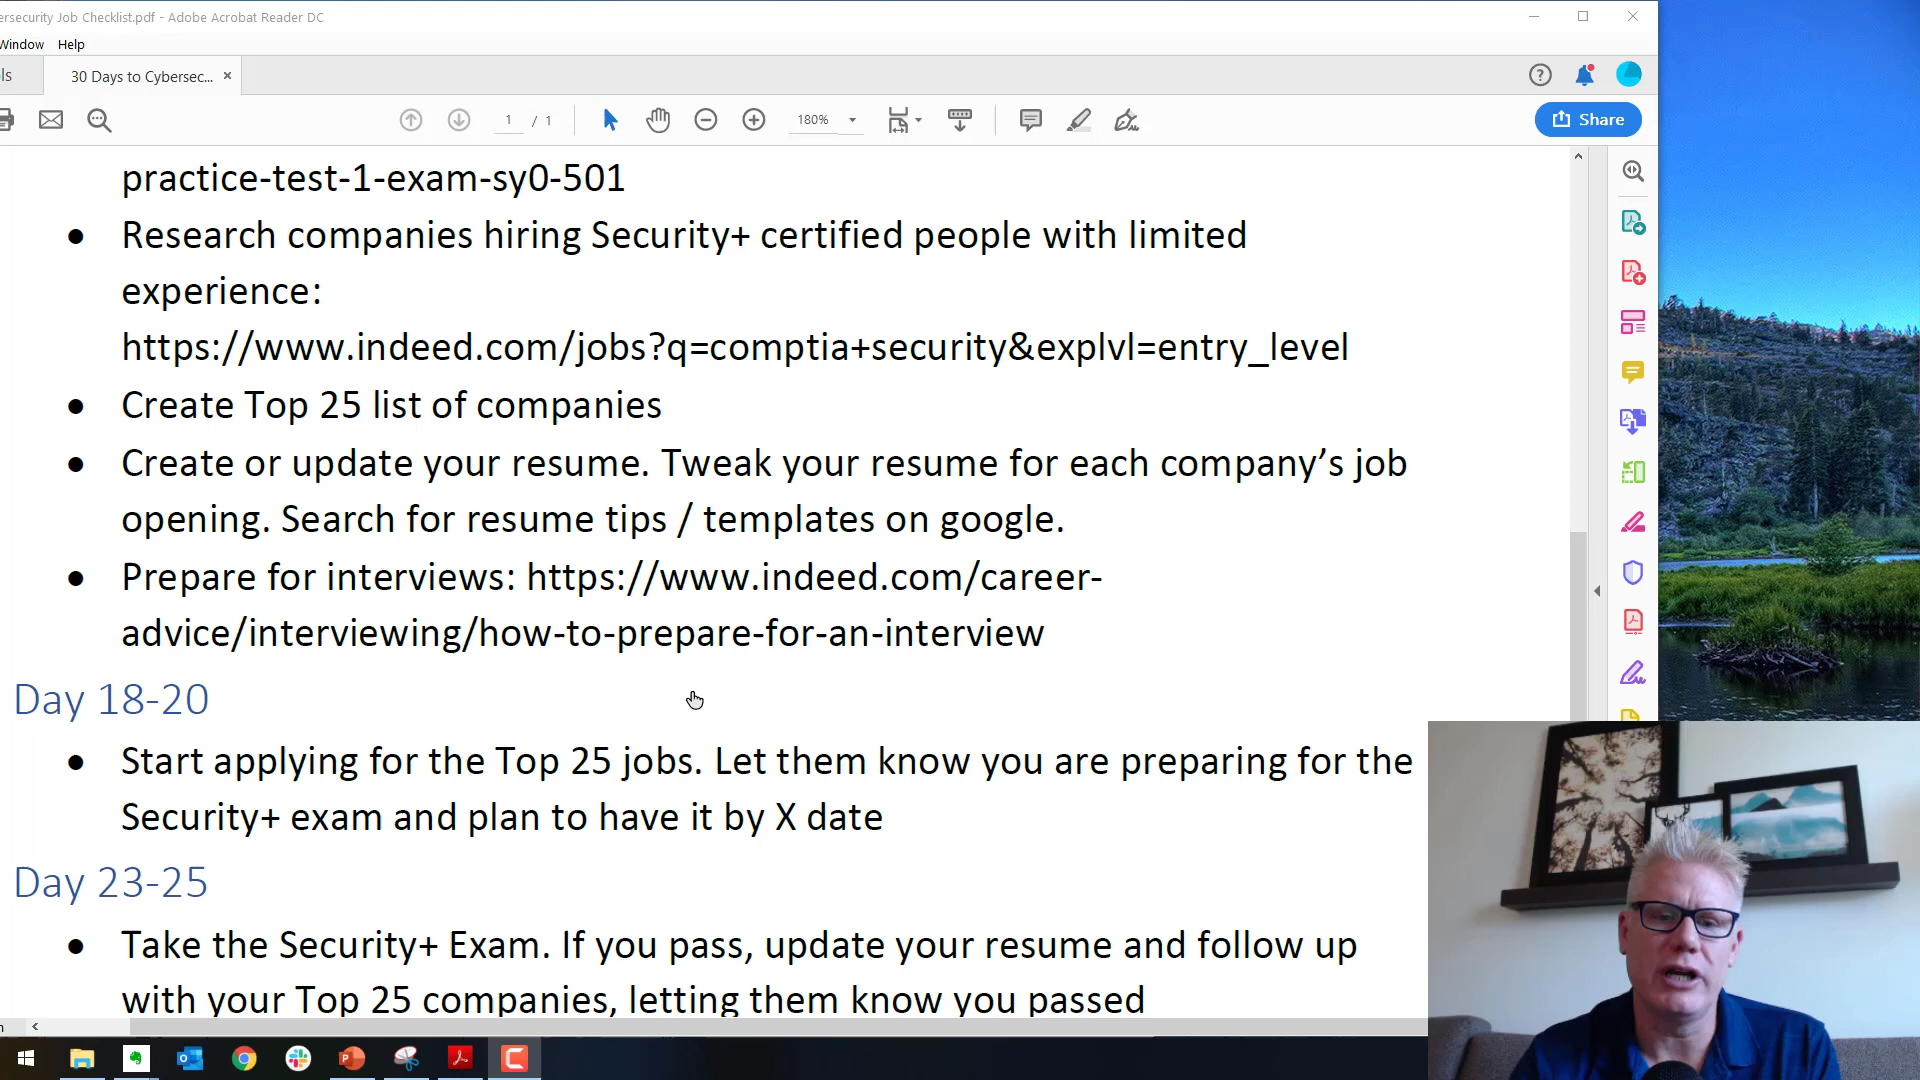 ersecurity Job Checklist.pdf - Adobe Acrobat Reader DC
Window Help
ls
30 Days to Cybersec...
1 / 1
180%
Share
practice-test-1-exam-sy0-501
• Research companies hiring Security+ certified people with limited
experience:
https://www.indeed.com/jobs?q=comptia+security&explvl=entry_level
• Create Top 25 list of companies
• Create or update your resume. Tweak your resume for each company’s job
opening. Search for resume tips / templates on google.
• Prepare for interviews: https://www.indeed.com/career-
advice/interviewing/how-to-prepare-for-an-interview
Day 18-20
• Start applying for the Top 25 jobs. Let them know you are preparing for the
Security+ exam and plan to have it by X date
Day 23-25
• Take the Security+ Exam. If you pass, update your resume and follow up
with your Top 25 companies, letting them know you passed